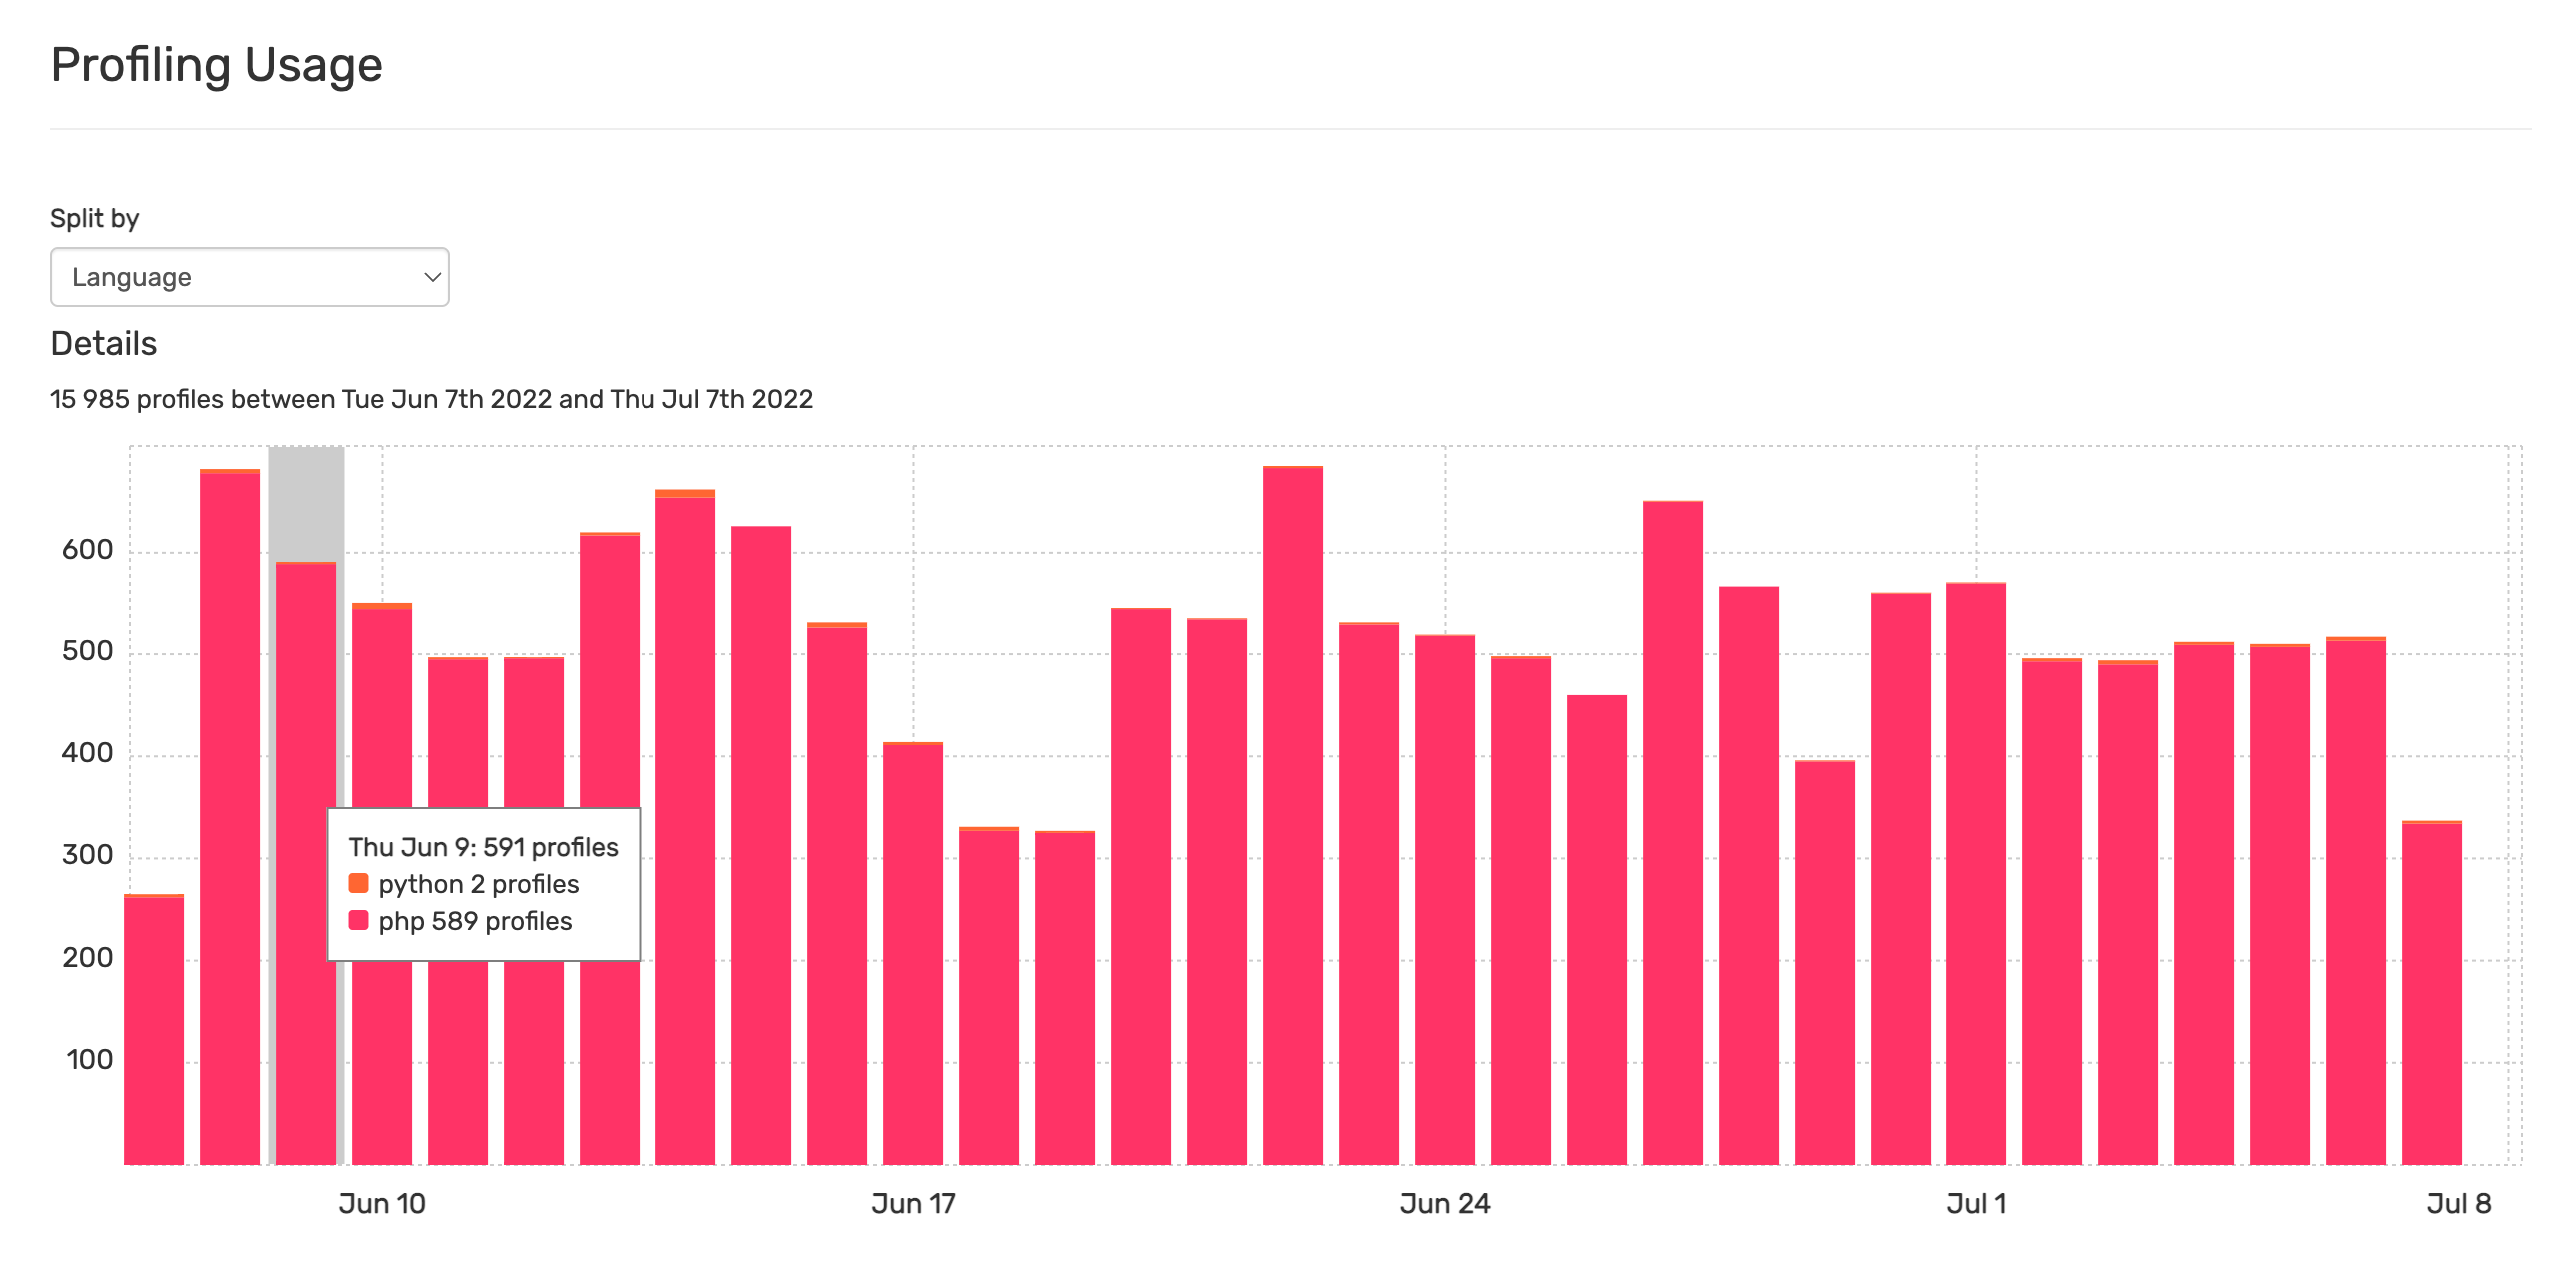 Profiling Usage
Split by
Language
Details
15 985 profiles between Tue Jun 7th 2022 and Thu Jul 7th 2022
600
500
400
300
200
100
Thu Jun 9: 591 profiles
python 2 profiles
php 589 profiles
Jun 10
Jun 17
Jun 24
Jul 1
Jul 8